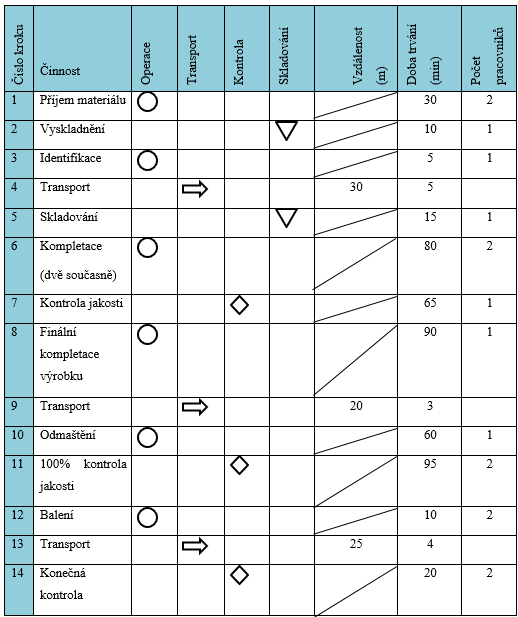 Číslo kroku Činnost Operace Transport Kontrola Skladování Vzdálenost (m) Doba trvání (min) Počet pracovníků
1 Příjem materiálu 30 2
2 Vyskladnění 10 1
3 Identifikace 5 1
4 Transport 30 5
5 Skladování 15 1
6 Kompletace 80 2
(dvě současně)
7 Kontrola jakosti 65 1
8 Finální 90 1
kompletace
výrobku
9 Transport 20 3
10 Odmaštění 60 1
11 100% kontrola 95 2
jakosti
12 Balení 10 2
13 Transport 25 4
14 Konečná 20 2
kontrola